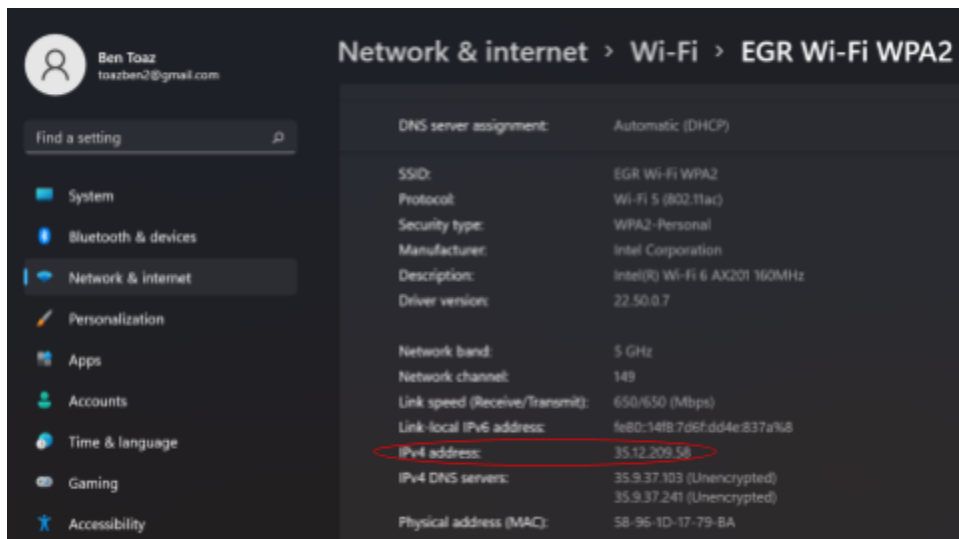 Ben Toaz
toazben2@gmail.com
Find a setting
System
Bluetooth & devices
Network & internet
Personalization
Apps
Accounts
Time & language
Gaming
Accessibility
Network & internet > Wi-Fi > EGR Wi-Fi WPA2
DNS server assignment: Automatic (DHCP)
SSID: EGR Wi-Fi WPA2
Protocol: Wi-Fi 5 (802.11ac)
Security type: WPA2-Personal
Manufacturer: Intel Corporation
Description: Intel(R) Wi-Fi 6 AX201 160MHz
Driver version: 22.50.0.7
Network band: 5 GHz
Network channel: 149
Link speed (Receive/Transmit): 650/650 (Mbps)
Link-local IPv6 address: fe80::14f8:7d6f:dd4e:837a%8
IPv4 address: 35.12.209.58
IPv4 DNS servers: 35.9.37.103 (Unencrypted)
35.9.37.241 (Unencrypted)
Physical address (MAC): 58-96-1D-17-79-BA